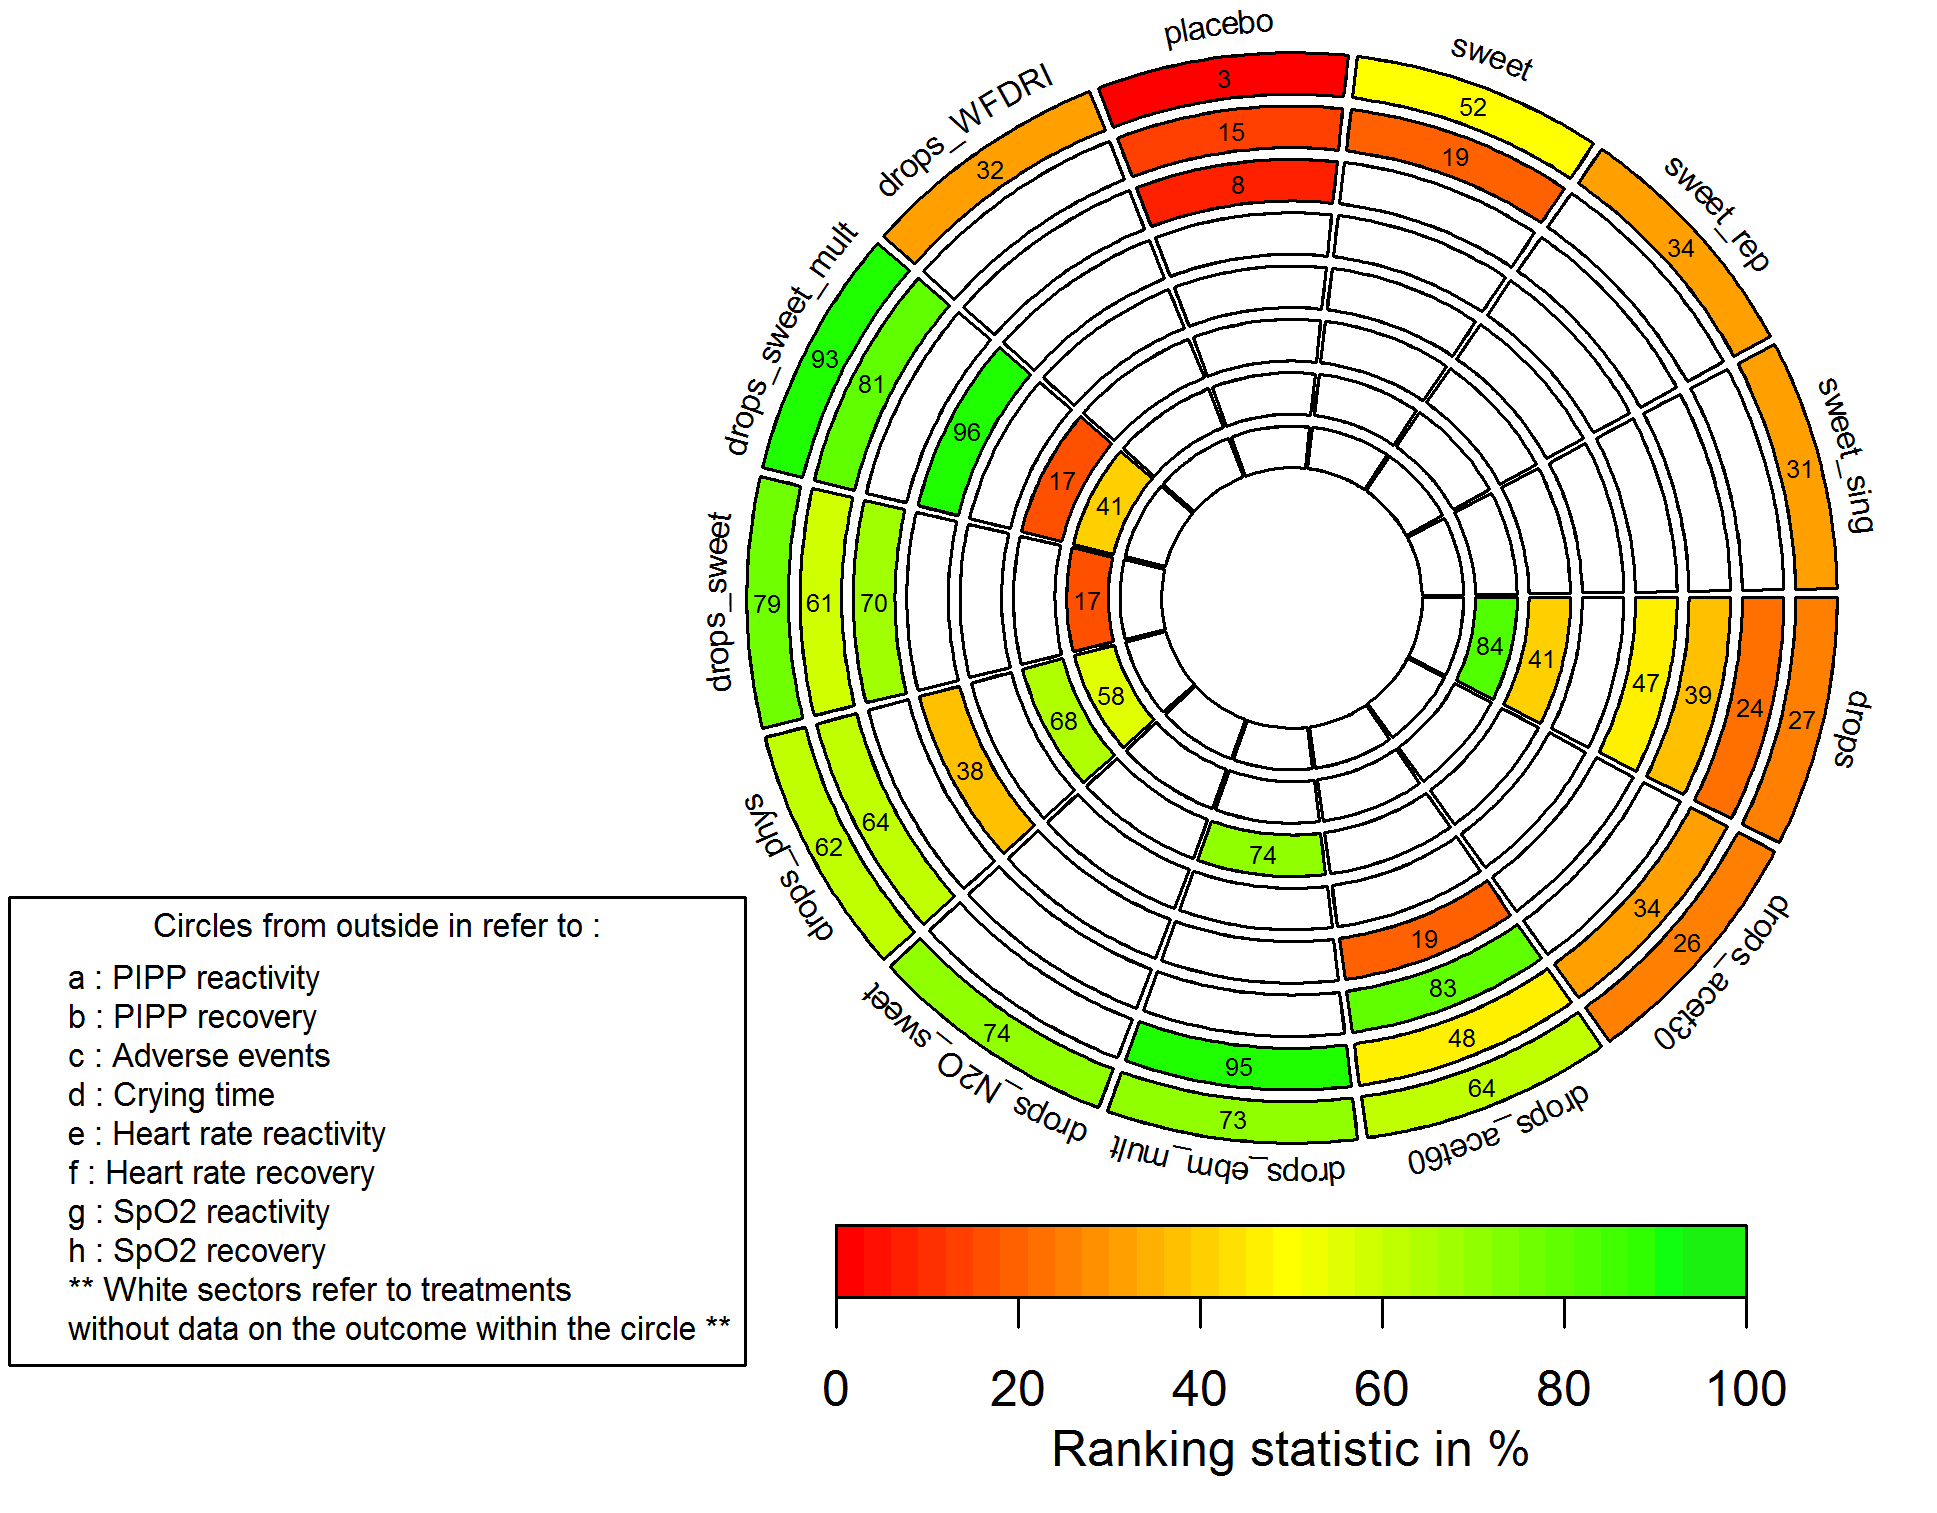 placebo
sweet
sweet_rep
sweet_sing
drops
drops_acet30
drops_acet60
drops_ebm_mult
drops_N2O_sweet
drops_phys
drops_sweet
drops_sweet_mult
drops_WFDRI
3
52
34
31
27
26
64
73
74
62
79
93
32
15
19
24
34
48
95
64
61
81
8
39
83
70
47
19
38
96
74
41
68
17
84
58
17
41
Circles from outside in refer to :
a : PIPP reactivity
b : PIPP recovery
c : Adverse events
d : Crying time
e : Heart rate reactivity
f : Heart rate recovery
g : SpO2 reactivity
h : SpO2 recovery
** White sectors refer to treatments
without data on the outcome within the circle **
0 20 40 60 80 100
Ranking statistic in %